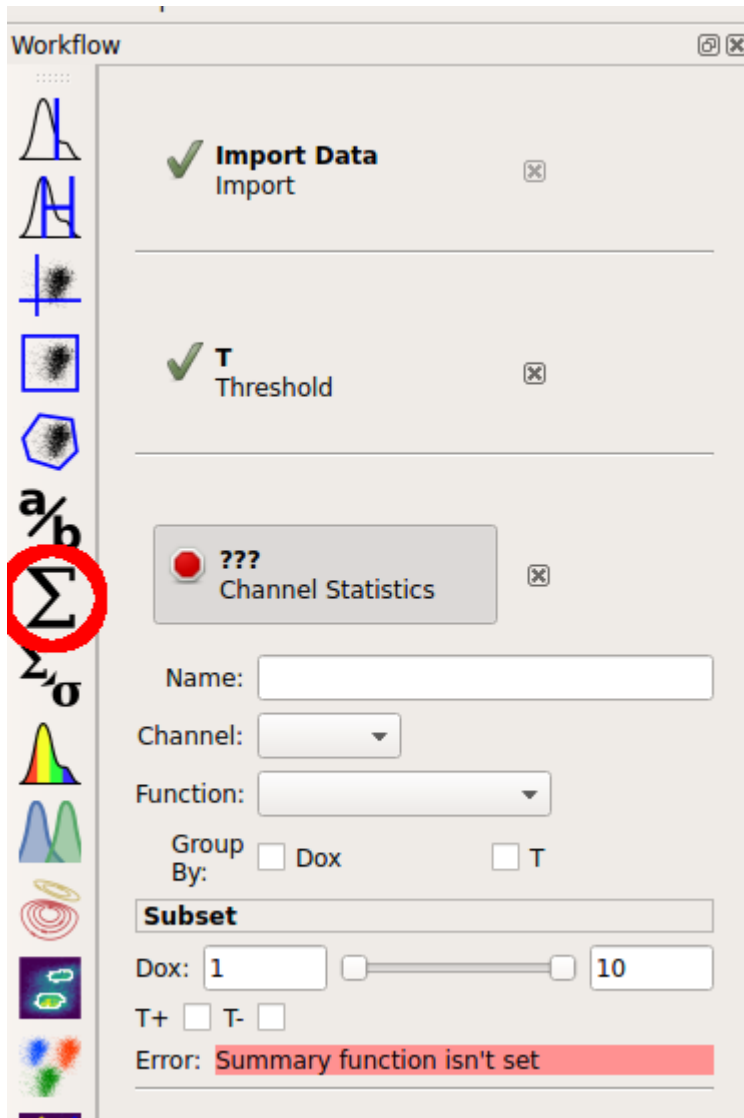 Workflow
Import Data
Import
T
Threshold
a/b
Σ
???
Channel Statistics
Σ σ
Name:
Channel:
Function:
Group By: Dox T
Subset
Dox: 1 10
T+ T-
Error: Summary function isn't set